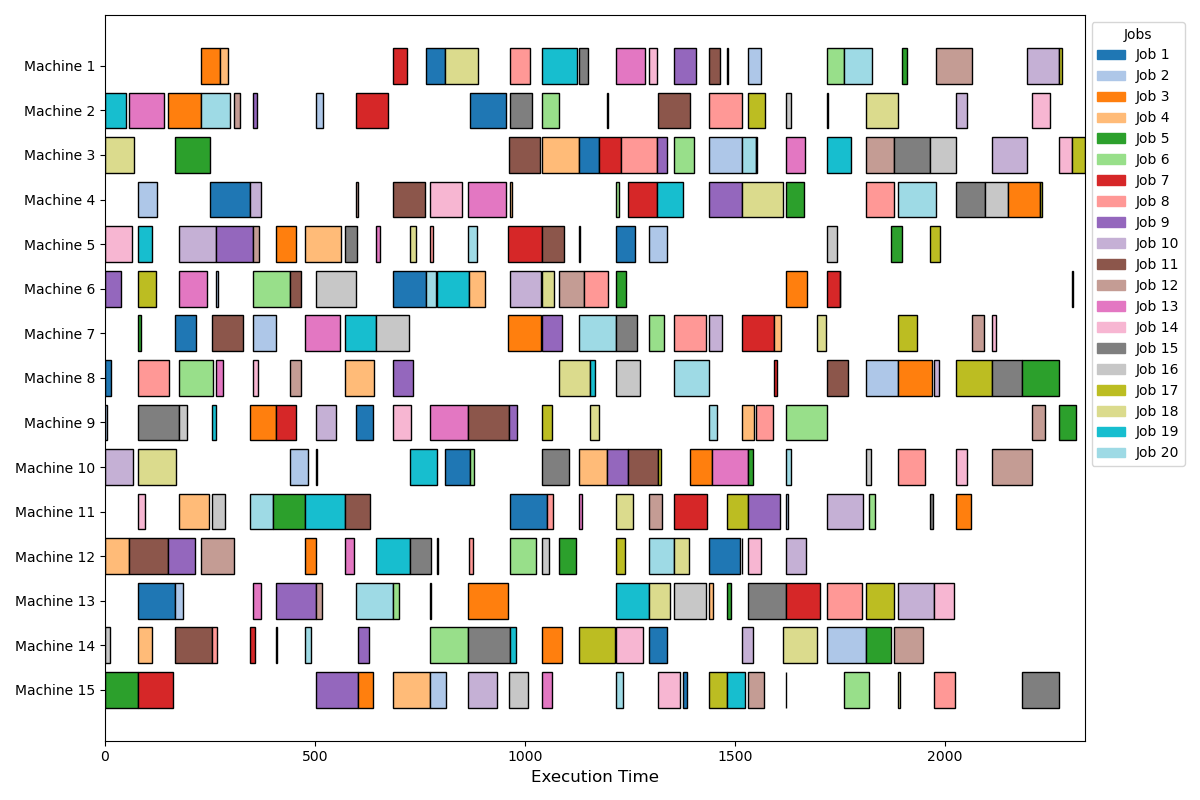 Machine 1
Machine 2
Machine 3
Machine 4
Machine 5
Machine 6
Machine 7
Machine 8
Machine 9
Machine 10
Machine 11
Machine 12
Machine 13
Machine 14
Machine 15
0
500
1000
1500
2000
Execution Time
Jobs
Job 1
Job 2
Job 3
Job 4
Job 5
Job 6
Job 7
Job 8
Job 9
Job 10
Job 11
Job 12
Job 13
Job 14
Job 15
Job 16
Job 17
Job 18
Job 19
Job 20